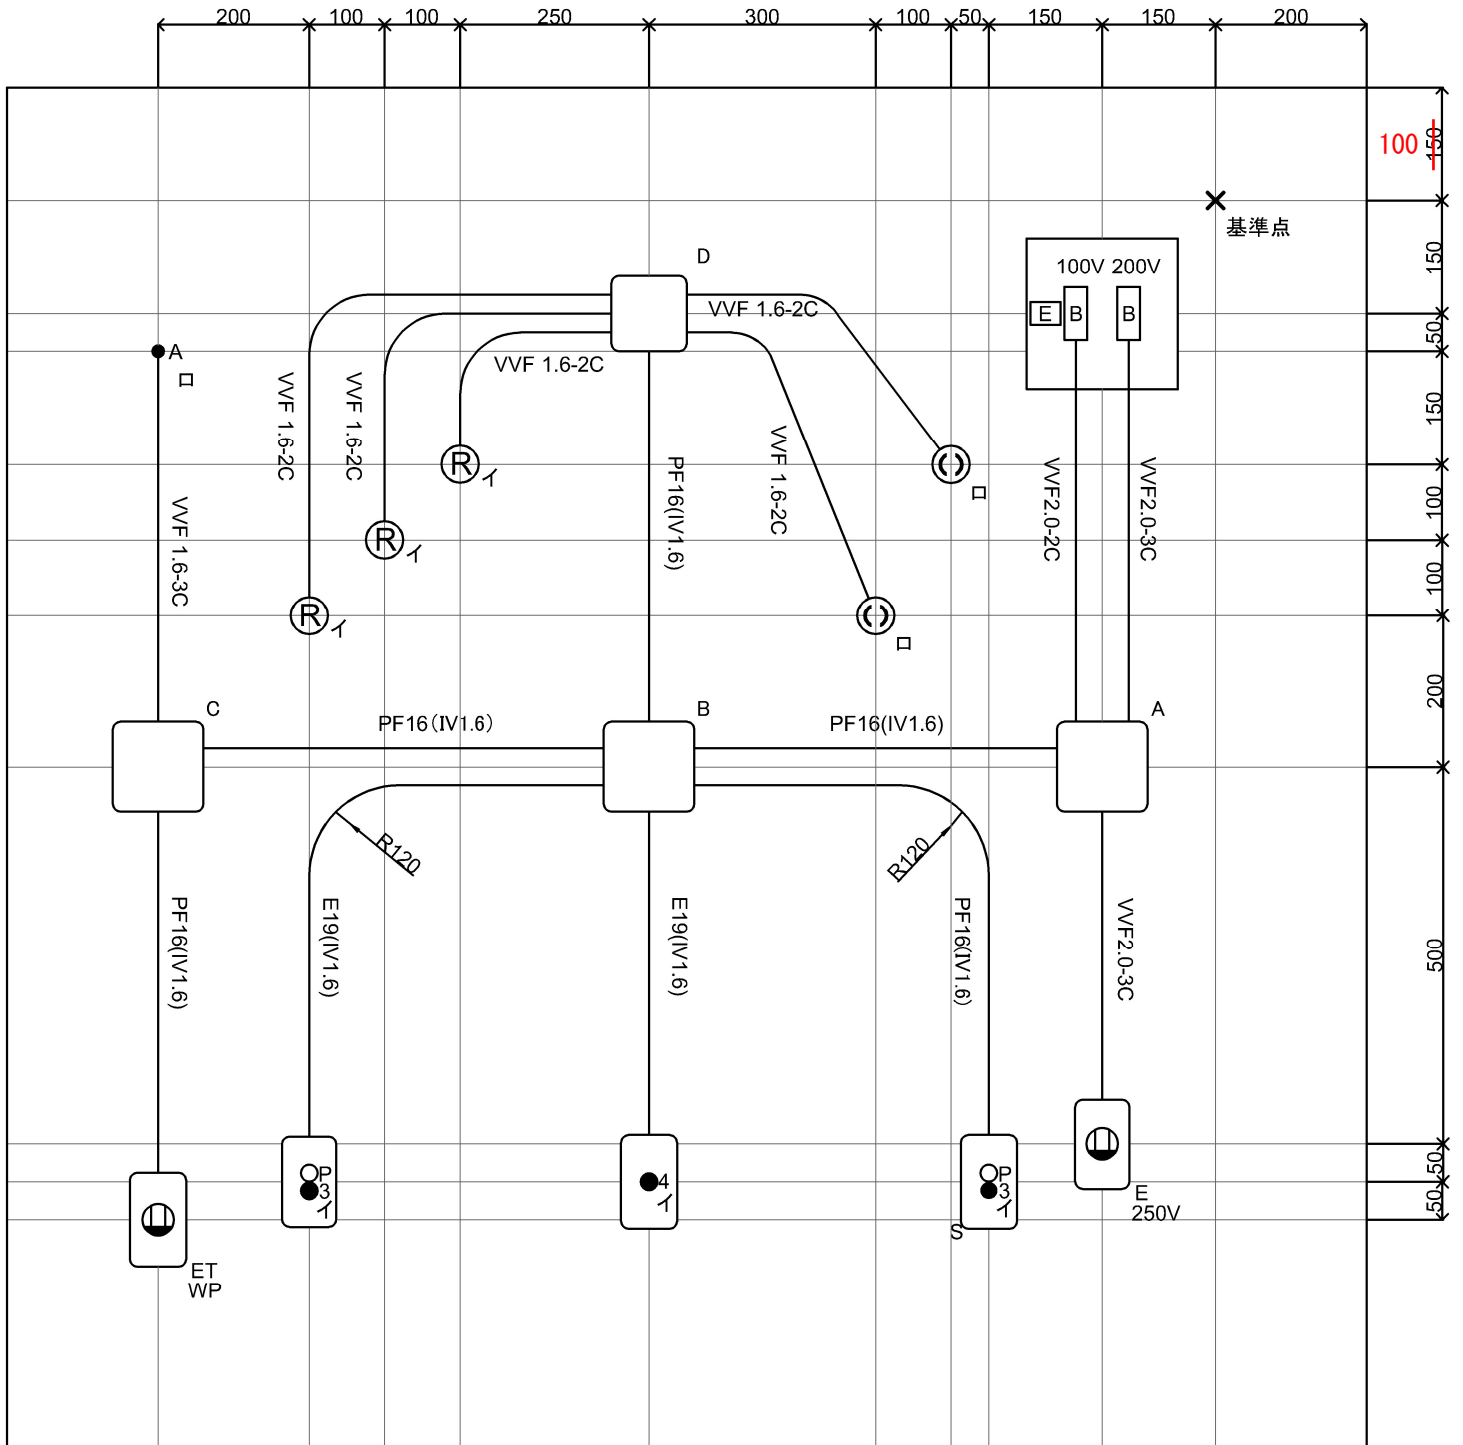 200
100
100
250
300
100
50
150
150
200
100
150
基準点
D
100V 200V
150
VVF 1.6-2C
E
B
B
50
A
ロ
VVF 1.6-2C
VVF 1.6-2C
VVF 1.6-2C
150
R
イ
PF16(IV1.6)
VVF 1.6-2C
ロ
VVF2.0-2C
VVF2.0-3C
100
VVF 1.6-3C
R
イ
100
R
イ
ロ
200
C
PF16(IV1.6)
B
PF16(IV1.6)
A
R120
R120
PF16(IV1.6)
E19(IV1.6)
E19(IV1.6)
PF16(IV1.6)
VVF2.0-3C
500
P
3
イ
4
イ
P
3
イ
S
E
250V
50
50
ET
WP